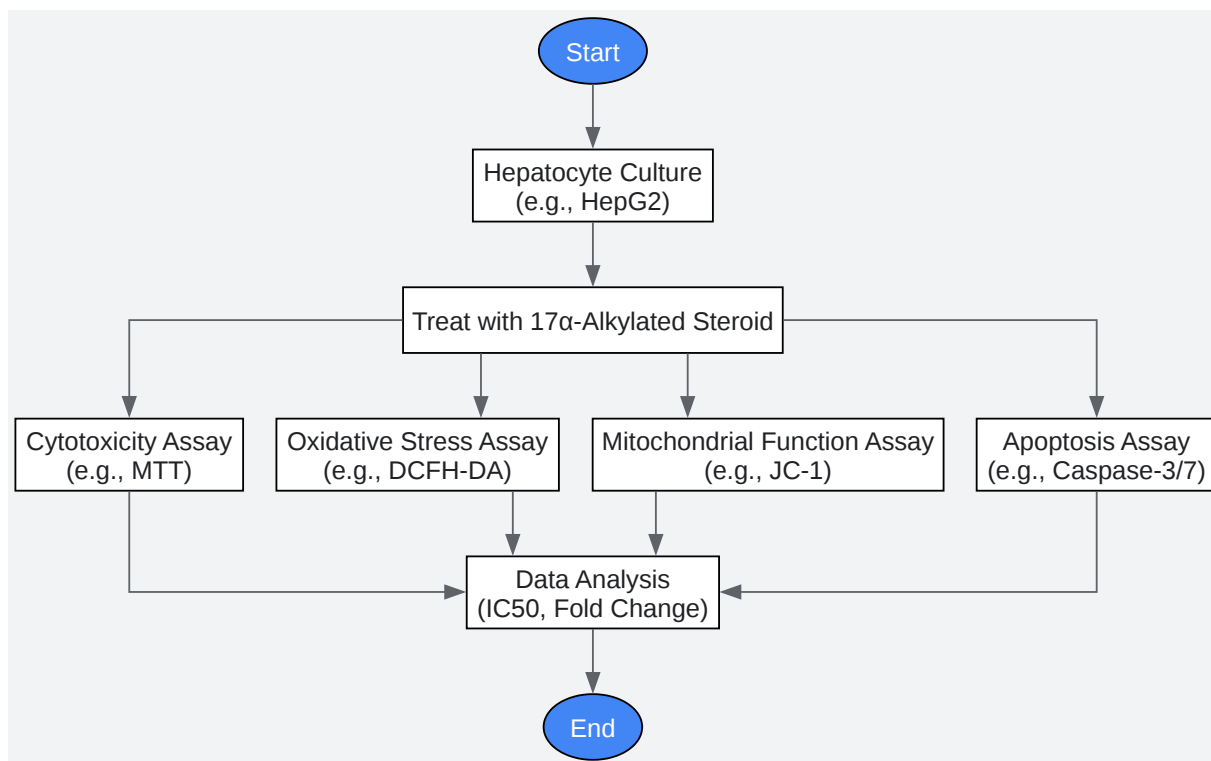 Start
Hepatocyte Culture
(e.g., HepG2)
Treat with 17α-Alkylated Steroid
Cytotoxicity Assay
(e.g., MTT)
Oxidative Stress Assay
(e.g., DCFH-DA)
Mitochondrial Function Assay
(e.g., JC-1)
Apoptosis Assay
(e.g., Caspase-3/7)
Data Analysis
(IC50, Fold Change)
End